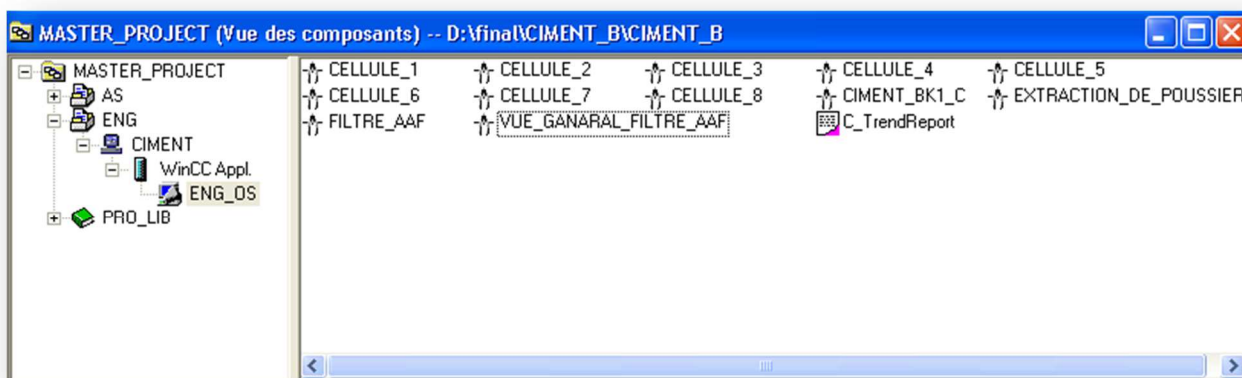 MASTER_PROJECT (Vue des composants) -- D:\final\CIMENT_B\CIMENT_B
MASTER_PROJECT
AS
ENG
CIMENT
WinCC Appl.
ENG_OS
PRO_LIB
CELLULE_1 CELLULE_2 CELLULE_3 CELLULE_4 CELLULE_5
CELLULE_6 CELLULE_7 CELLULE_8 CIMENT_BK1_C EXTRACTION_DE_POUSSIER
FILTRE_AAF VUE_GANARAL_FILTRE_AAF C_TrendReport